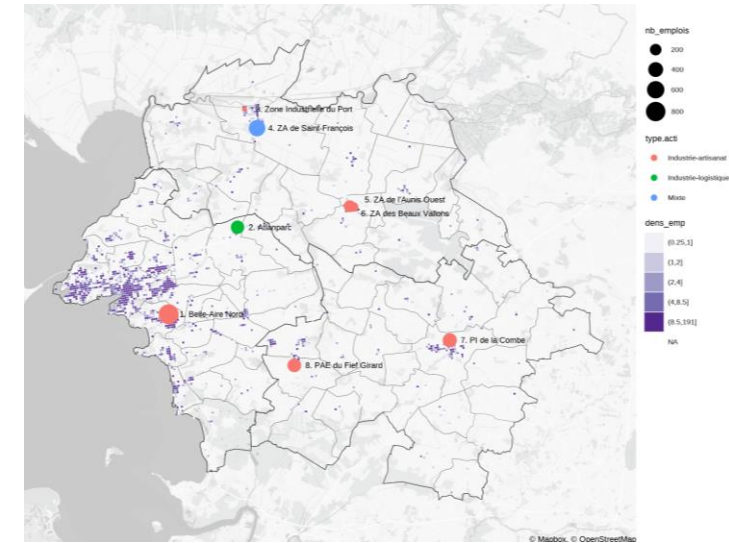 3. Zone Industrielle du Port
4. ZA de Saint-François
5. ZA de l'Aunis Ouest
6. ZA des Beaux Vallons
2. Atlanparc
1. Belle-Aire Nord
7. PI de la Combe
8. PAE du Fief Girard
© Mapbox, © OpenStreetMap
nb_emplois
200
400
600
800
type.acti
Industrie-artisanal
Industrie-logistique
Mixte
dens_emp
(0.25,1]
(1,2]
(2,4]
(4,8.5]
(8.5,191]
NA